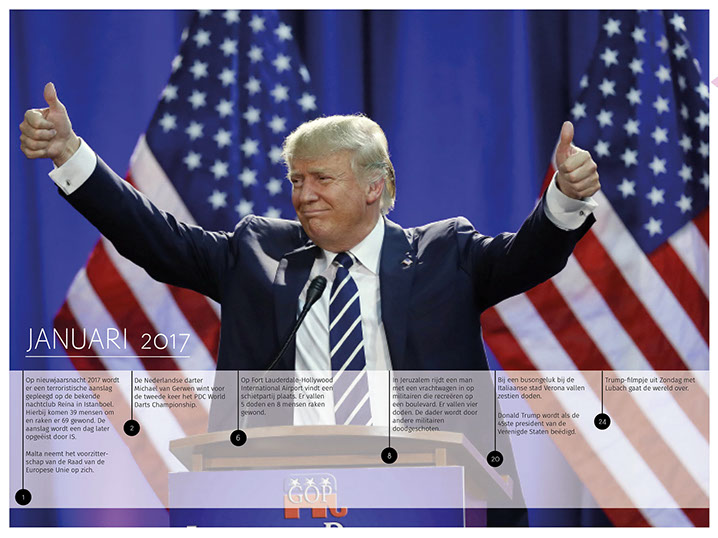 JANUARI 2017
Op nieuwjaarsnacht 2017 wordt
er een terroristische aanslag
gepleegd op de bekende
nachtclub Reina in Istanboel.
Hierbij komen 39 mensen om
en raken er 69 gewond. De
aanslag wordt een dag later
opgeëist door IS.
Malta neemt het voorzitter-
schap van de Raad van de
Europese Unie op zich.
1
De Nederlandse darter
Michael van Gerwen wint voor
de tweede keer het PDC World
Darts Championship.
2
Op Fort Lauderdale-Hollywood
International Airport vindt een
schietpartij plaats. Er vallen
5 doden en 8 mensen raken
gewond.
6
In Jeruzalem rijdt een man
met een vrachtwagen in op
militairen die recreëren op
een boulevard. Er vallen vier
doden. De dader wordt door
andere militairen
doodgeschoten.
8
Bij een busongeluk bij de
Italiaanse stad Verona vallen
zestien doden.
Donald Trump wordt als de
45ste president van de
Verenigde Staten beëdigd.
20
Trump-filmpje uit Zondag met
Lubach gaat de wereld over.
24
GOP